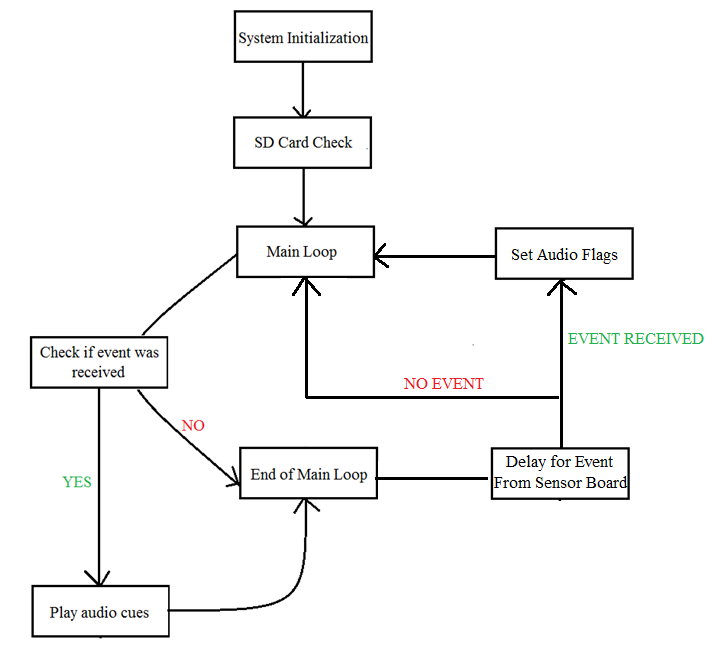 System Initialization
SD Card Check
Main Loop
Set Audio Flags
EVENT RECEIVED
Check if event was
received
NO EVENT
NO
End of Main Loop
Delay for Event
From Sensor Board
YES
Play audio cues